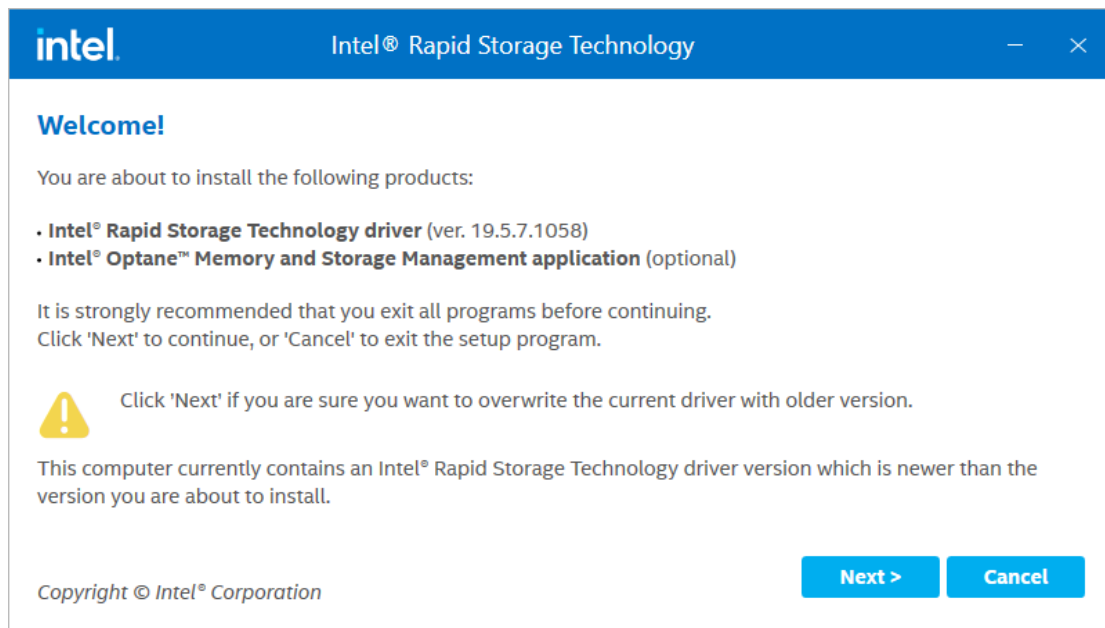 intel.
Intel® Rapid Storage Technology
Welcome!
You are about to install the following products:
• Intel® Rapid Storage Technology driver (ver. 19.5.7.1058)
• Intel® Optane™ Memory and Storage Management application (optional)
It is strongly recommended that you exit all programs before continuing.
Click 'Next' to continue, or 'Cancel' to exit the setup program.
Click 'Next' if you are sure you want to overwrite the current driver with older version.
This computer currently contains an Intel® Rapid Storage Technology driver version which is newer than the
version you are about to install.
Next >
Cancel
Copyright © Intel® Corporation